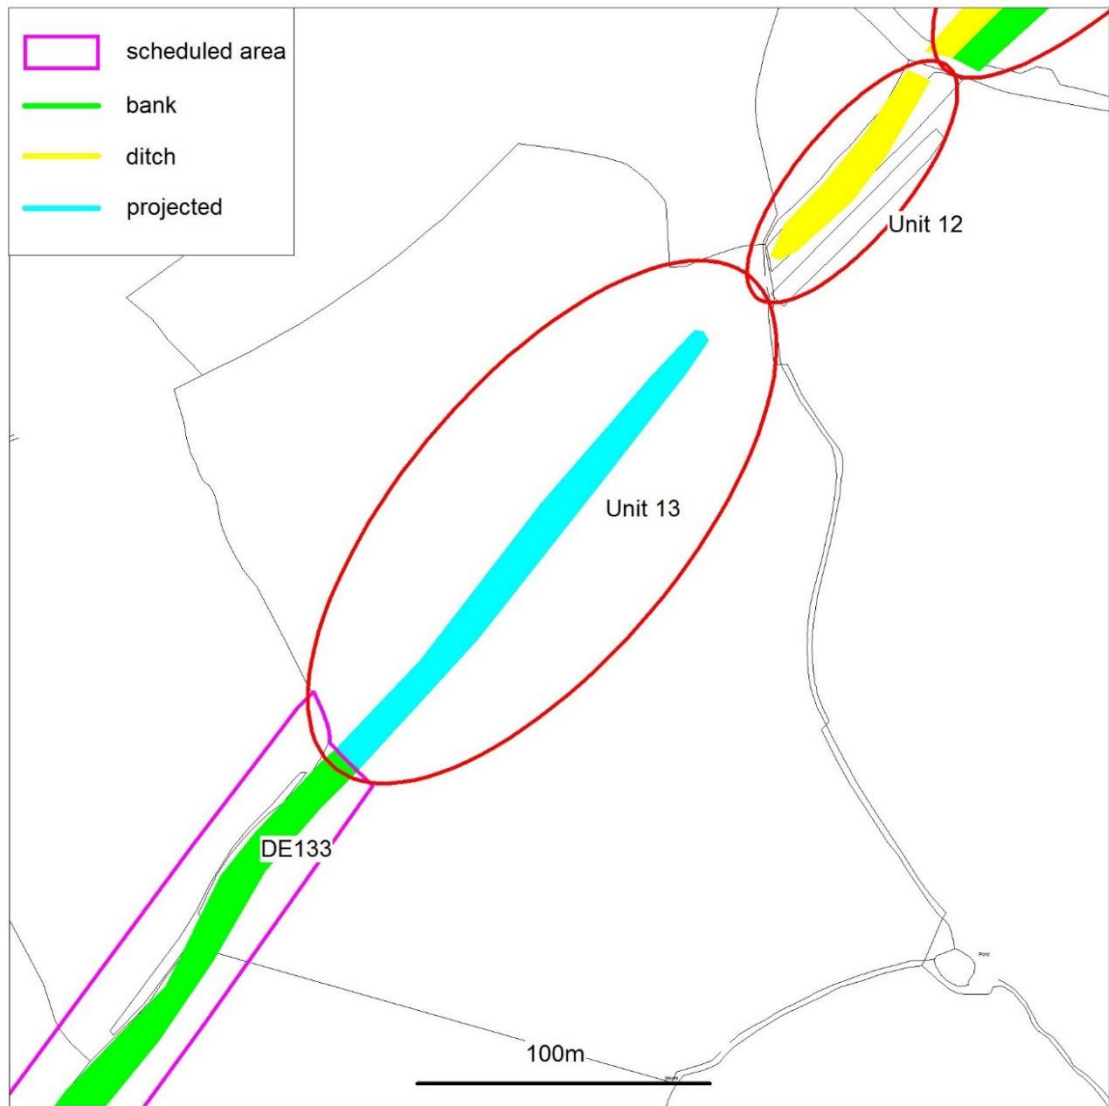 scheduled area
bank
ditch
projected
Unit 12
Unit 13
DE133
Pond
100m